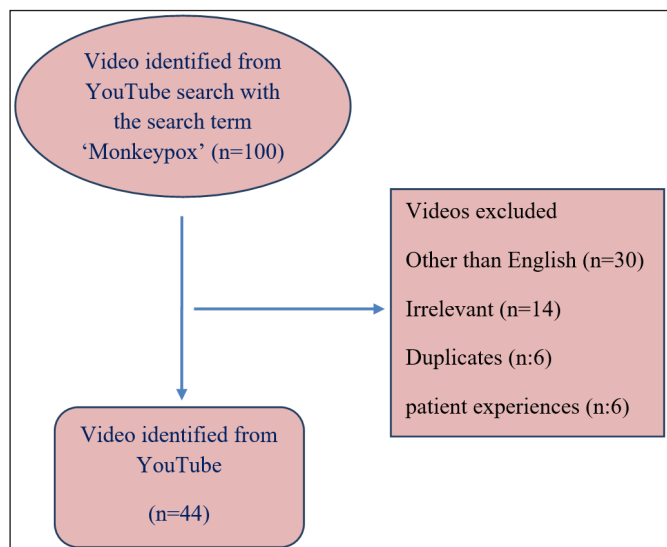 Video identified from
YouTube search with
the search term
‘Monkeypox’ (n=100)
Videos excluded
Other than English (n=30)
Irrelevant (n=14)
Duplicates (n:6)
patient experiences (n:6)
Video identified from
YouTube
(n=44)